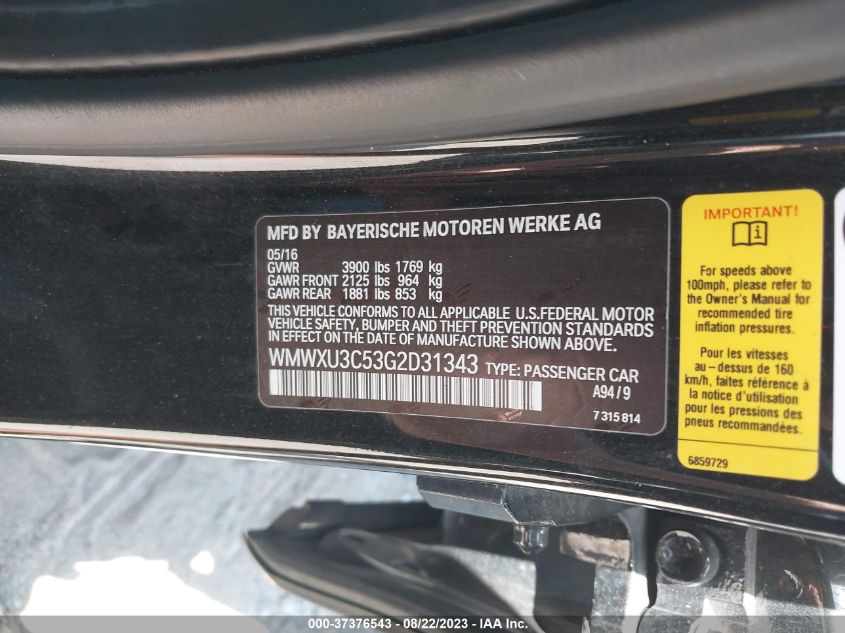 MFD BY BAYERISCHE MOTOREN WERKE AG
05/16
GVWR 3900 lbs 1769 kg
GAWR FRONT 2125 lbs 964 kg
GAWR REAR 1881 lbs 853 kg
THIS VEHICLE CONFORMS TO ALL APPLICABLE U.S.FEDERAL MOTOR
VEHICLE SAFETY, BUMPER AND THEFT PREVENTION STANDARDS
IN EFFECT ON THE DATE OF MANUFACTURE SHOWN ABOVE.
WMWXU3C53G2D31343 TYPE: PASSENGER CAR
A94/9
7 315 814
IMPORTANT!
For speeds above
100mph, please refer to
the Owner's Manual for
recommended tire
inflation pressures.
Pour les vitesses
au-dessus de 160
km/h, faites référence à
la notice d'utilisation
pour les pressions des
pneus recommandées.
6859729
000-37376543 - 08/22/2023 - IAA Inc.